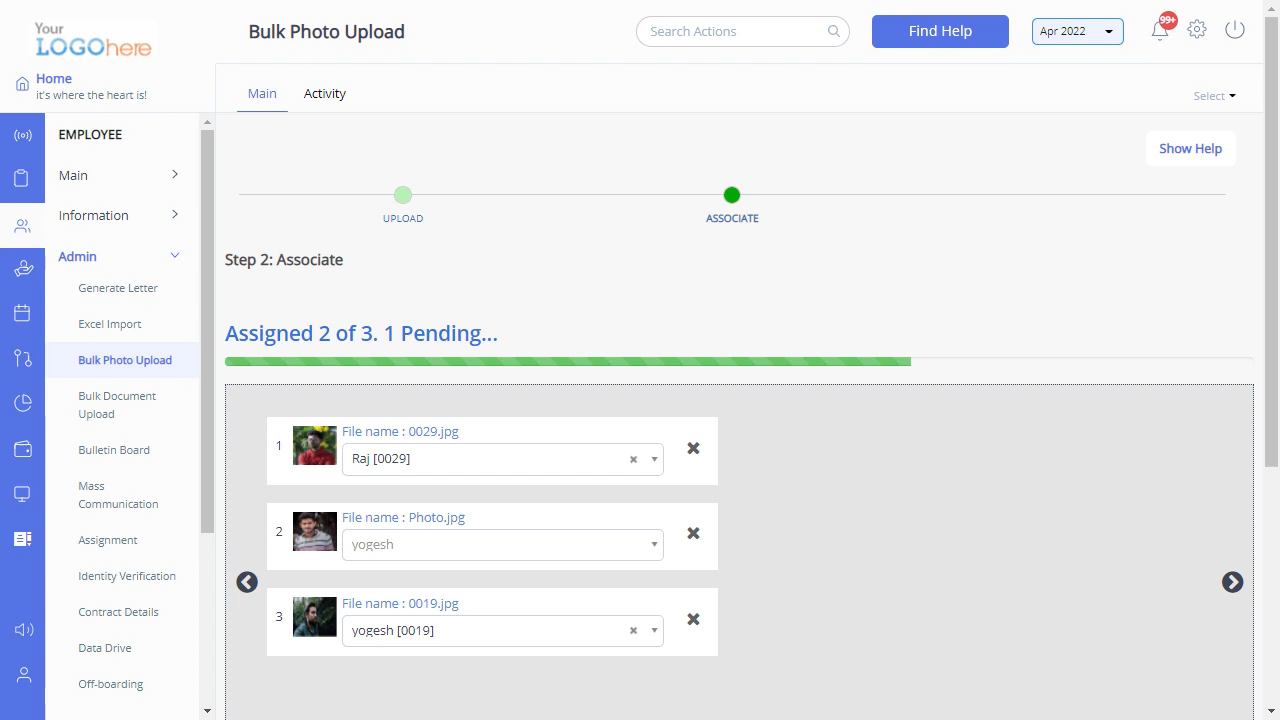 Your
LOGOhere
Bulk Photo Upload
Search Actions
Find Help
Apr 2022
99+
Home
it's where the heart is!
Main
Activity
Select
EMPLOYEE
Main
Information
Admin
Generate Letter
Excel Import
Bulk Photo Upload
Bulk Document
Upload
Bulletin Board
Mass
Communication
Assignment
Identity Verification
Contract Details
Data Drive
Off-boarding
Show Help
UPLOAD
ASSOCIATE
Step 2: Associate
Assigned 2 of 3. 1 Pending...
1
File name : 0029.jpg
Raj [0029]
2
File name : Photo.jpg
yogesh
3
File name : 0019.jpg
yogesh [0019]